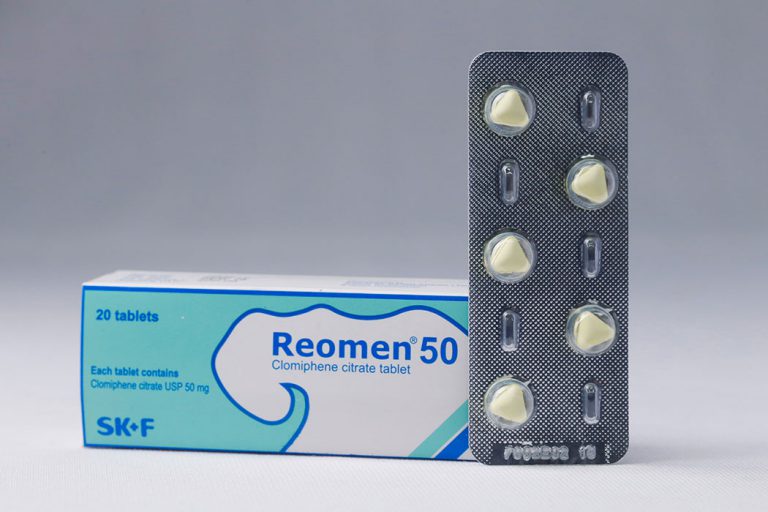 20 tablets
Reomen® 50
Clomiphene citrate tablet
Each tablet contains
Clomiphene citrate USP 50 mg
SK+F